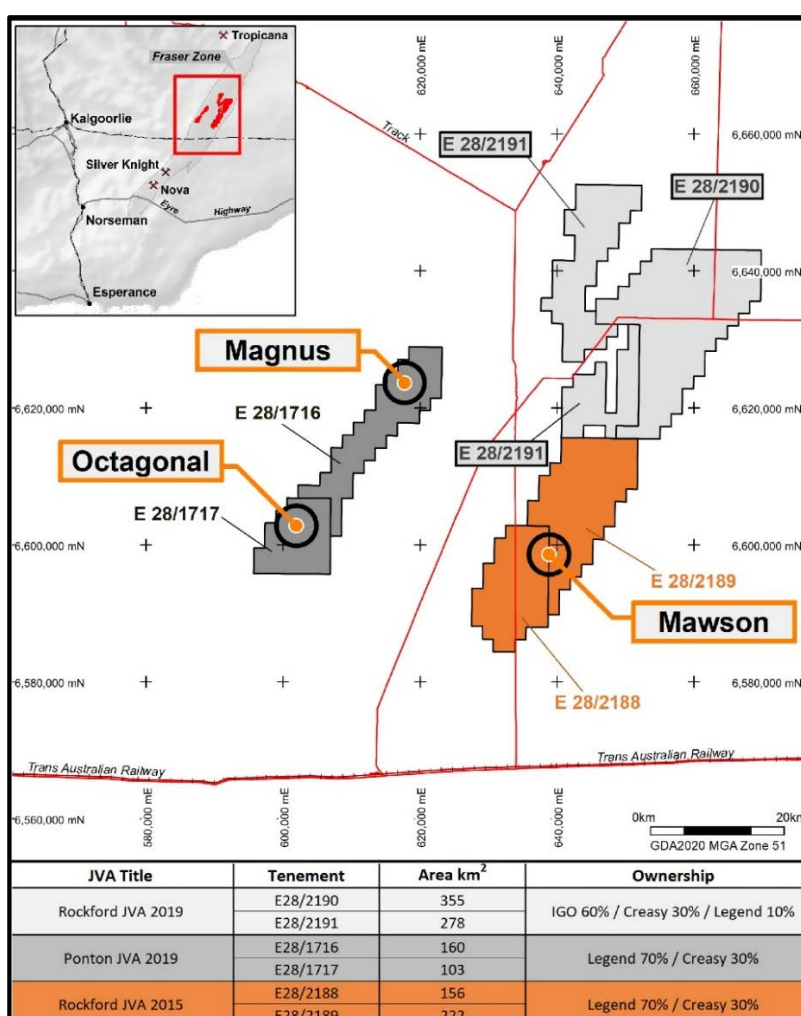 Tropicana
Fraser Zone
Kalgoorlie
Silver Knight
Nova
Norseman
Eyre Highway
Esperance
620,000 mE
640,000 mE
660,000 mE
Track
6,660,000 mN
E 28/2191
E 28/2190
6,640,000 mN
Magnus
6,620,000 mN
6,620,000 mN
E 28/1716
E 28/2191
Octagonal
E 28/1717
6,600,000 mN
6,600,000 mN
E 28/2189
Mawson
E 28/2188
6,580,000 mN
6,580,000 mN
Trans Australian Railway
Trans Australian Railway
6,560,000 mN
580,000 mE
600,000 mE
620,000 mE
640,000 mE
0km 20km
GDA2020 MGA Zone 51
JVA Title Tenement Area km² Ownership
Rockford JVA 2019 E28/2190 355 IGO 60% / Creasy 30% / Legend 10%
E28/2191 278
Ponton JVA 2019 E28/1716 160 Legend 70% / Creasy 30%
E28/1717 103
Rockford JVA 2015 E28/2188 156 Legend 70% / Creasy 30%
E28/2189 222